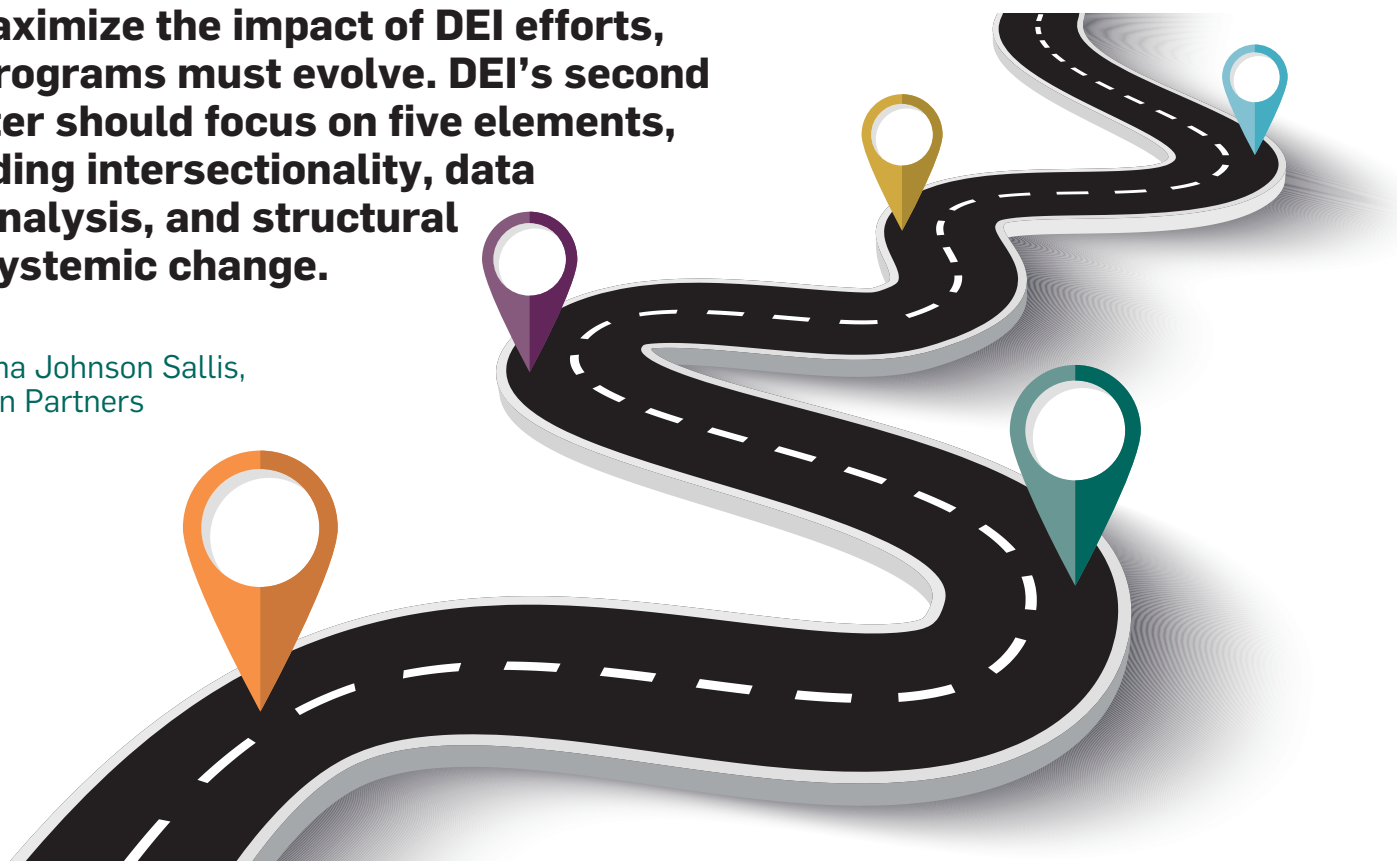 aximize the impact of DEI efforts,
rograms must evolve. DEI’s second
ter should focus on five elements,
ding intersectionality, data
nalysis, and structural
ystemic change.
na Johnson Sallis,
n Partners